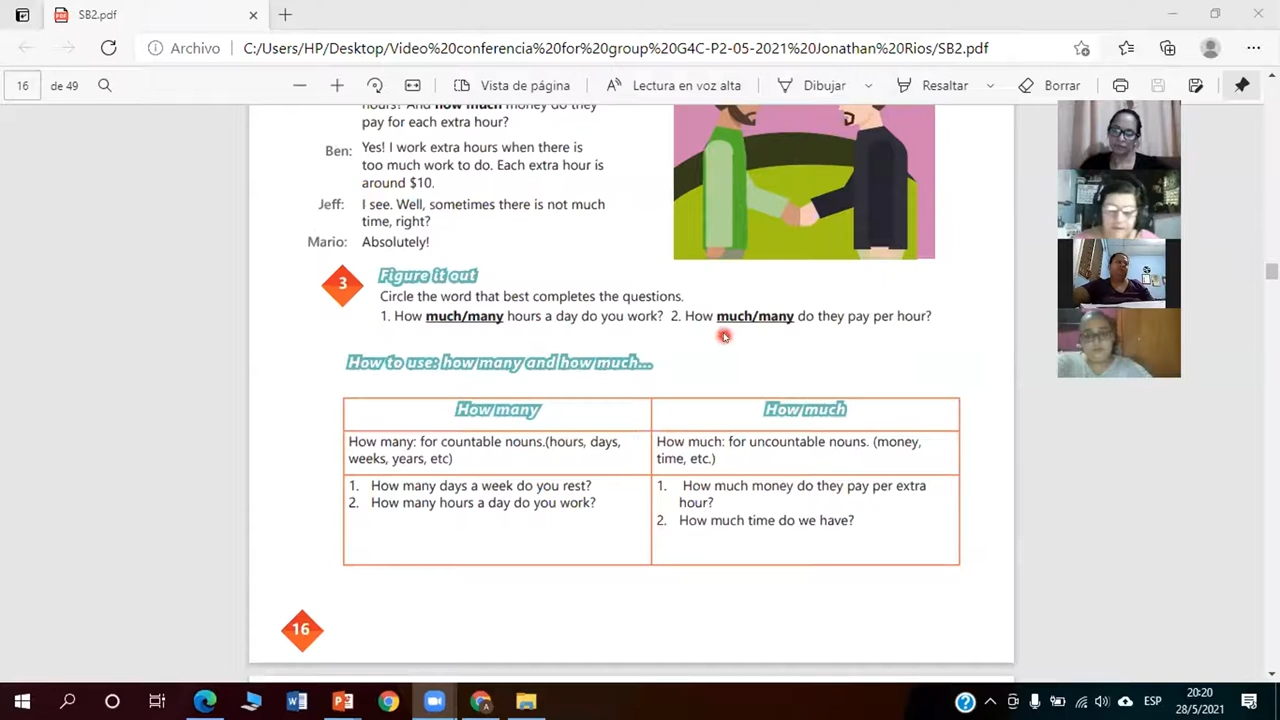 SB2.pdf
Archivo
C:/Users/HP/Desktop/Video%20conferencia%20for%20group%20G4C-P2-05-2021%20Jonathan%20Rios/SB2.pdf
16
de 49
Vista de página
Lectura en voz alta
Dibujar
Resaltar
Borrar
hours? And how much money do they
pay for each extra hour?
Ben: Yes! I work extra hours when there is
too much work to do. Each extra hour is
around $10.
Jeff: I see. Well, sometimes there is not much
time, right?
Mario: Absolutely!
3 Figure it out
Circle the word that best completes the questions.
1. How much/many hours a day do you work? 2. How much/many do they pay per hour?
How to use: how many and how much...
How many
How many: for countable nouns.(hours, days,
weeks, years, etc)
1. How many days a week do you rest?
2. How many hours a day do you work?
How much
How much: for uncountable nouns. (money,
time, etc.)
1. How much money do they pay per extra
hour?
2. How much time do we have?
16
ESP
20:20
28/5/2021